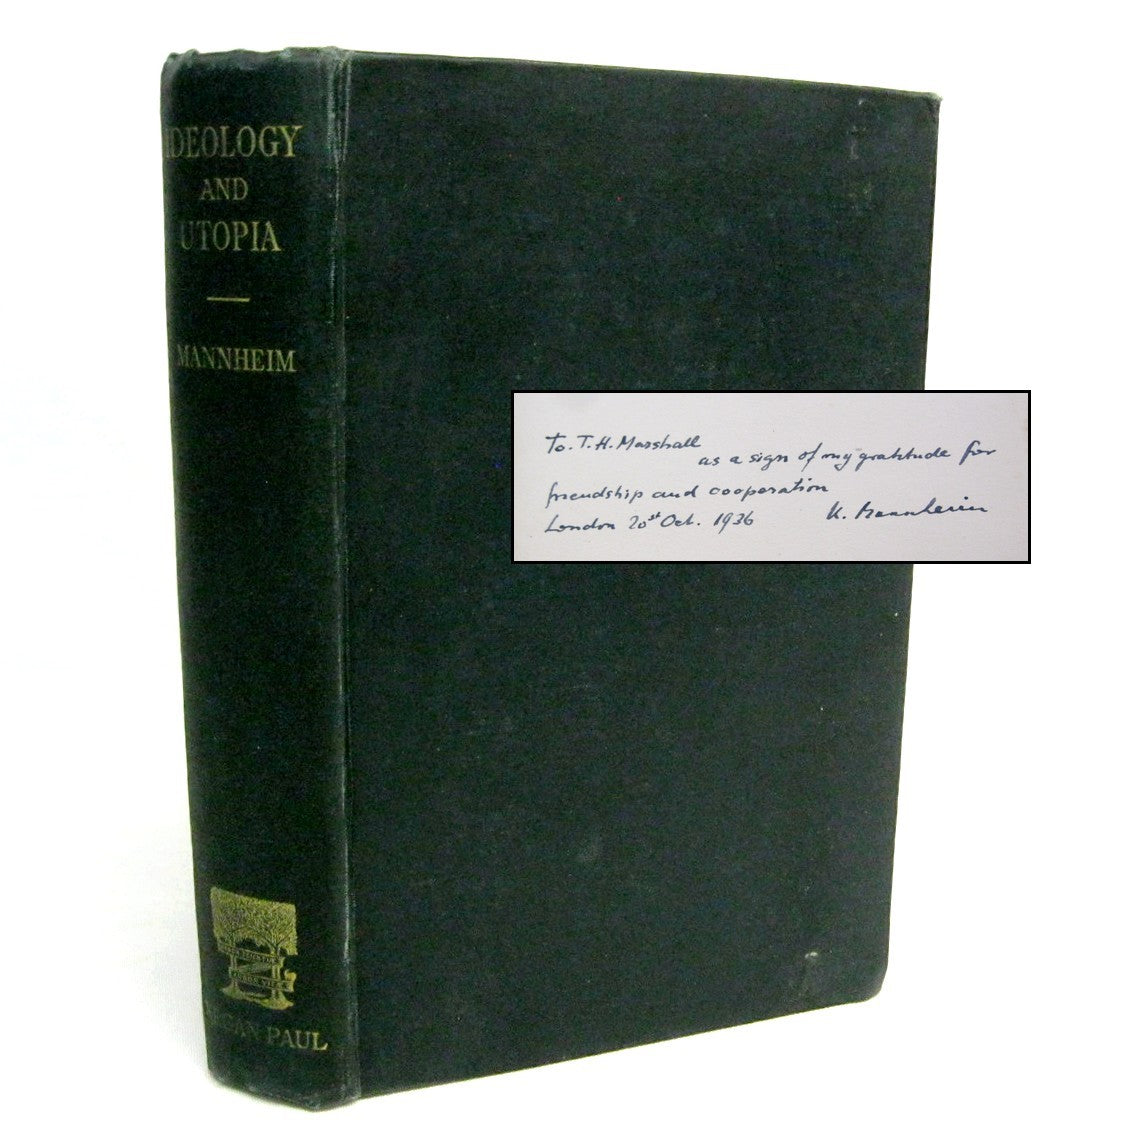 IDEOLOGY
AND
UTOPIA
MANNHEIM
KEGAN PAUL
To T. H. Marshall
as a sign of my gratitude for
friendship and cooperation
London 20st Oct. 1936 K. Mannheim